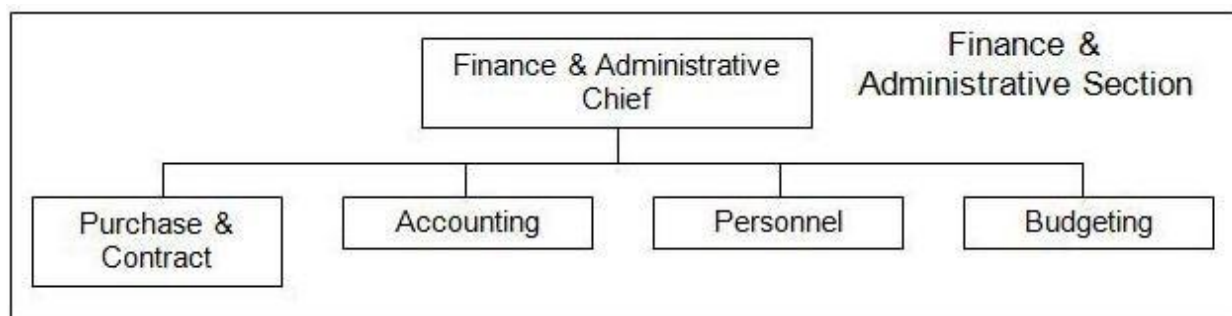 Finance &
Administrative Section
Finance & Administrative
Chief
Purchase &
Contract
Accounting
Personnel
Budgeting